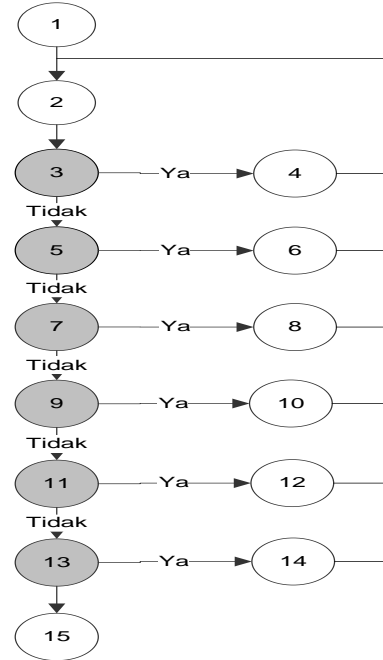 1
2
3 Ya 4
Tidak
5 Ya 6
Tidak
7 Ya 8
Tidak
9 Ya 10
Tidak
11 Ya 12
Tidak
13 Ya 14
15